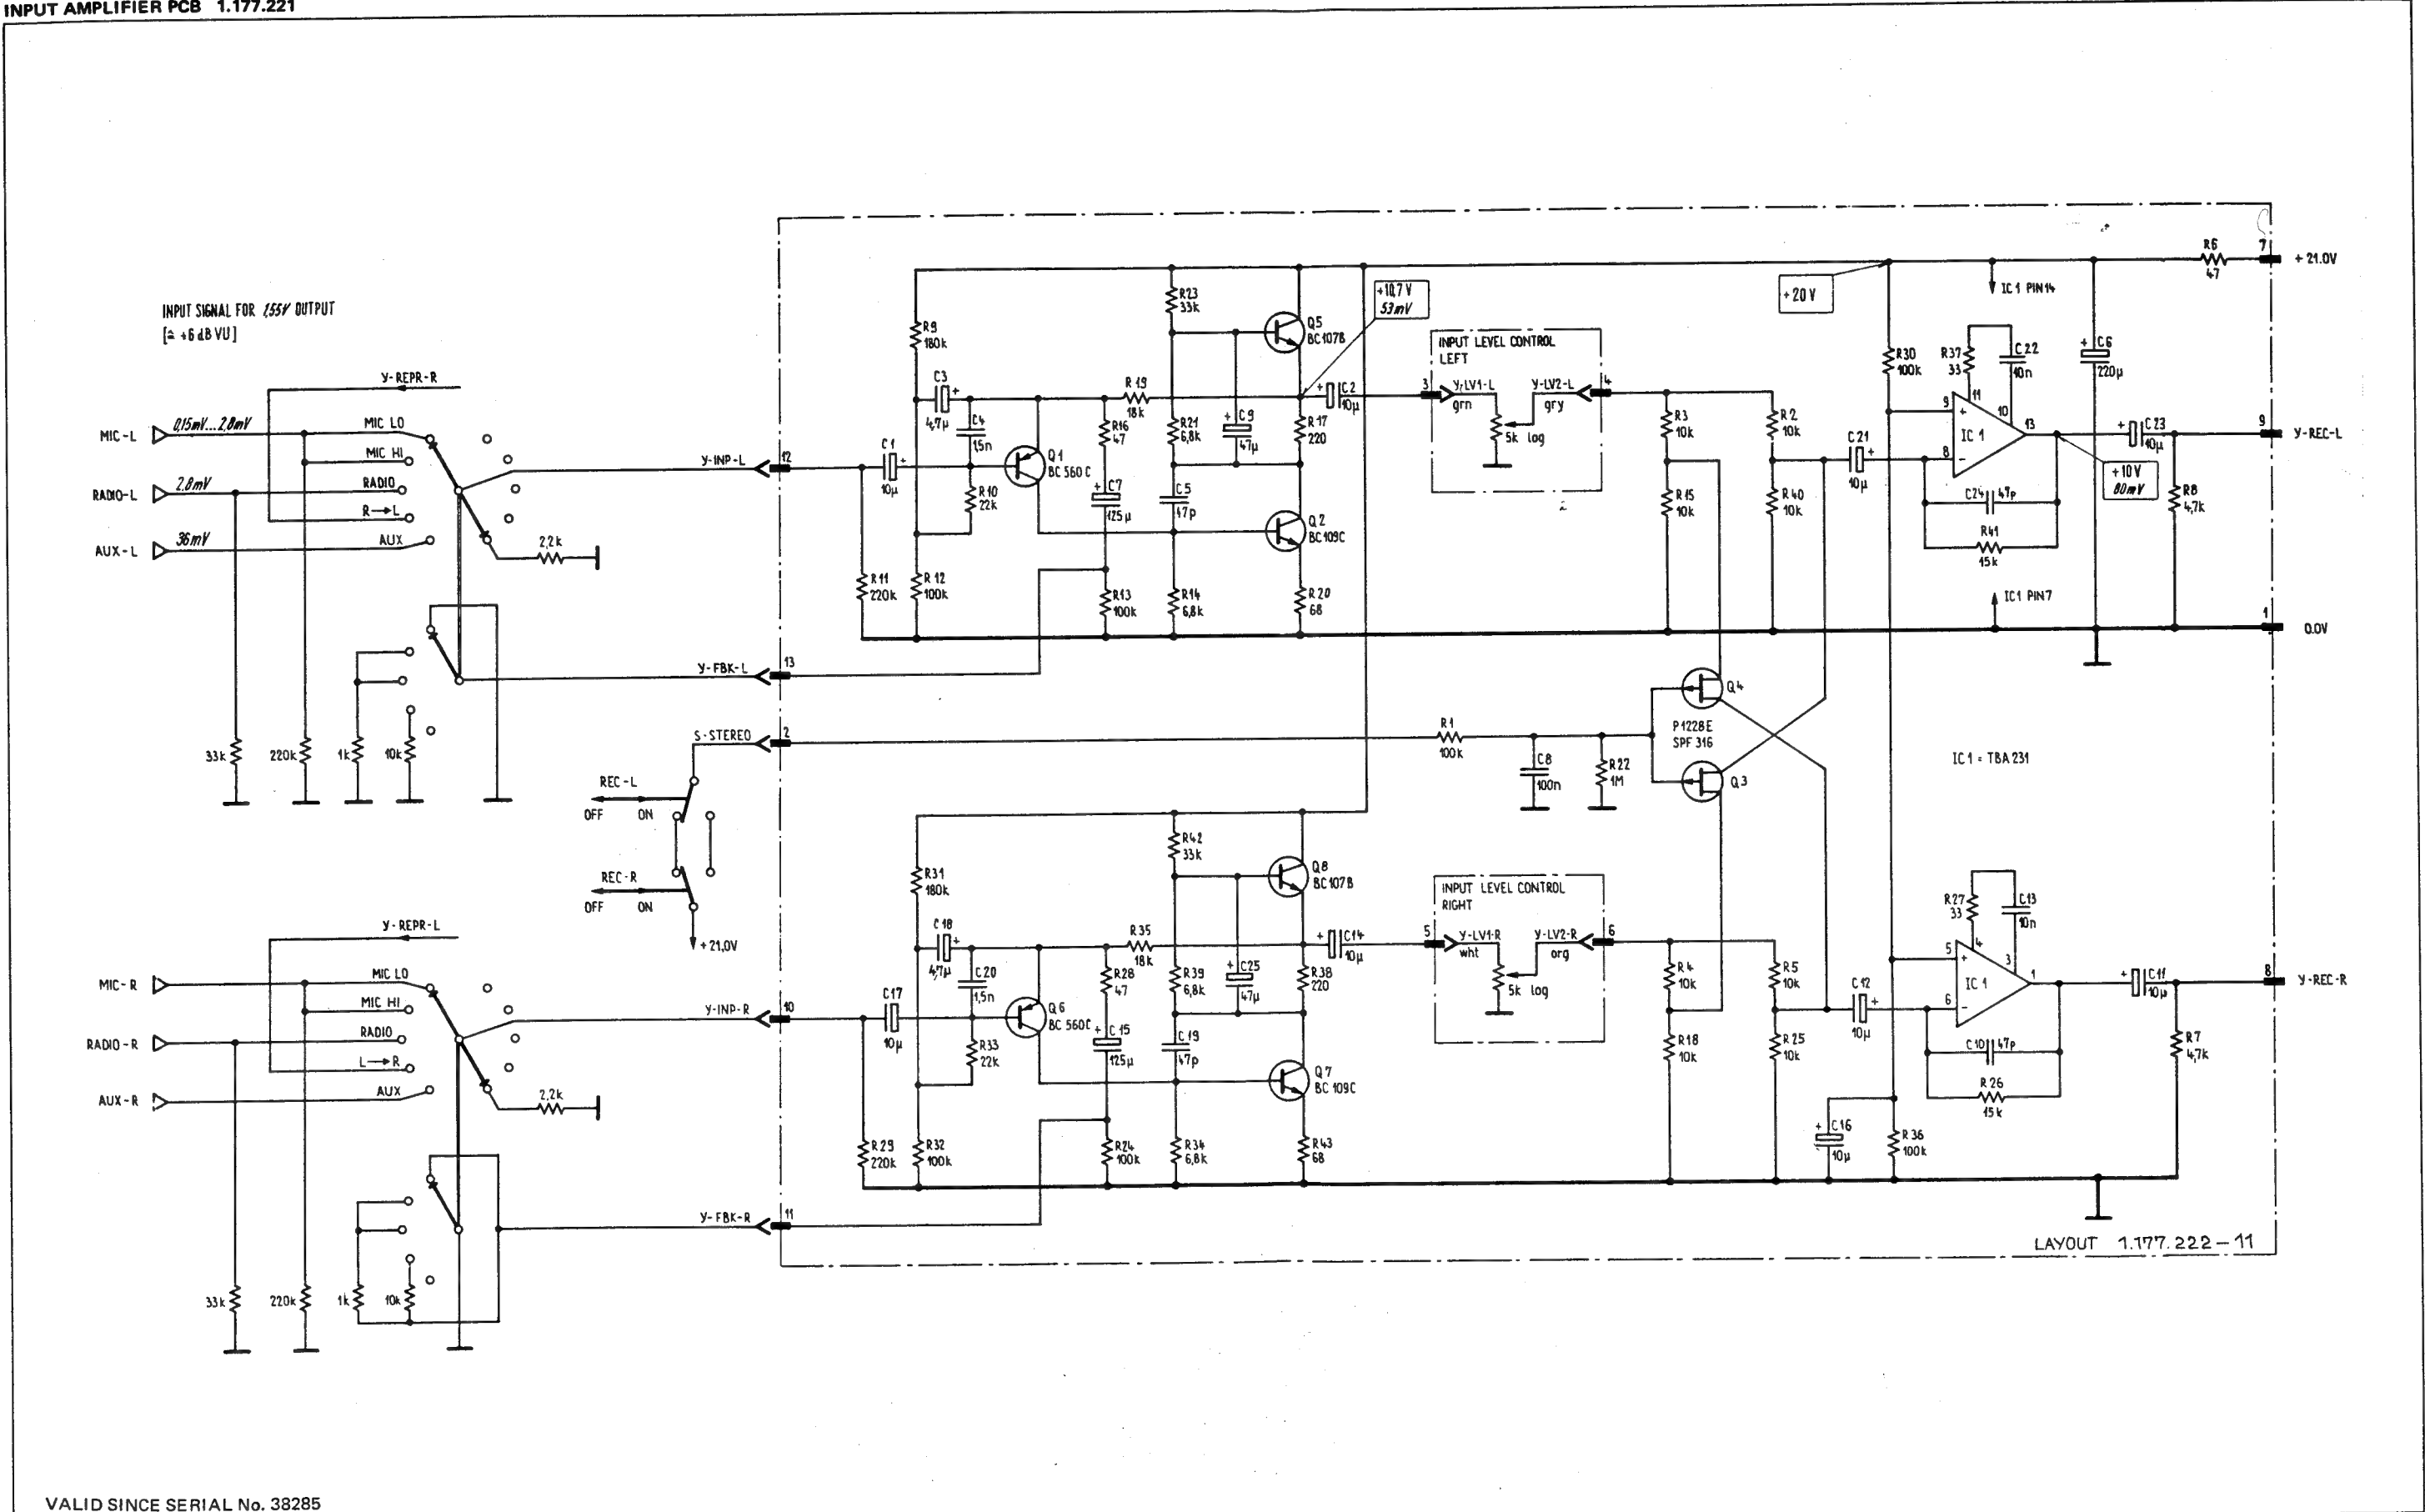 INPUT AMPLIFIER PCB 1.177.221
INPUT SIGNAL FOR 1,55V OUTPUT
[≙ +6 dB VU]
Y-REPR-R
MIC-L
0,15mV...2,8mV
MIC LO
MIC HI
RADIO-L
2,8mV
RADIO
R→L
AUX-L
36mV
AUX
2,2k
Y-INP-L
12
Y-FBK-L
13
33k
220k
1k
10k
S-STEREO
2
REC-L
OFF ON
REC-R
OFF ON
+21,0V
Y-REPR-L
MIC-R
MIC LO
MIC HI
RADIO-R
RADIO
L→R
AUX-R
AUX
2,2k
Y-INP-R
10
Y-FBK-R
11
33k
220k
1k
10k
R9
180k
C3
4,7µ
C4
1,5n
C1
10µ
R10
22k
Q1
BC 560 C
R11
220k
R12
100k
R16
47
C7
125µ
R13
100k
R19
18k
R23
33k
R21
6,8k
C9
47µ
C5
47p
R14
6,8k
Q5
BC107B
R17
220
Q2
BC109C
R20
68
+10,7 V
53mV
C2
10µ
3
INPUT LEVEL CONTROL
LEFT
Y-LV1-L
grn
Y-LV2-L
gry
5k log
4
R3
10k
R2
10k
R15
10k
R40
10k
C21
10µ
+20 V
R30
100k
IC 1 PIN14
R37
33
C22
10n
C6
220µ
R6
47
7
+21.0V
9
8
11
10
13
IC 1
C24
47p
R41
15k
C23
10µ
+10V
80mV
R8
4,7k
9
Y-REC-L
IC1 PIN7
1
0.0V
R1
100k
C8
100n
R22
1M
Q4
P1228E
SPF 316
Q3
IC 1 = TBA 231
R31
180k
C18
4,7µ
C20
1,5n
C17
10µ
R33
22k
Q6
BC 560C
R29
220k
R32
100k
R28
47
C15
125µ
R24
100k
R35
18k
R42
33k
R39
6,8k
C25
47µ
C19
47p
R34
6,8k
Q8
BC107B
R38
220
Q7
BC 109C
R43
68
C14
10µ
5
INPUT LEVEL CONTROL
RIGHT
Y-LV1-R
wht
Y-LV2-R
org
5k log
6
R4
10k
R5
10k
R18
10k
R25
10k
C12
10µ
C16
10µ
R36
100k
R27
33
C13
10n
5
6
4
3
1
IC 1
C10
47p
R26
15k
C11
10µ
R7
4,7k
8
Y-REC-R
LAYOUT 1.177.222-11
VALID SINCE SERIAL No. 38285